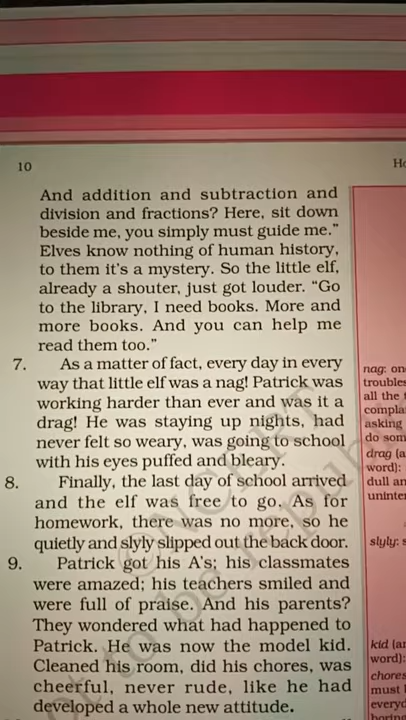 10
Ho
And addition and subtraction and
division and fractions? Here, sit down
beside me, you simply must guide me.”
Elves know nothing of human history,
to them it’s a mystery. So the little elf,
already a shouter, just got louder. “Go
to the library, I need books. More and
more books. And you can help me
read them too.”
7. As a matter of fact, every day in every
way that little elf was a nag! Patrick was
working harder than ever and was it a
drag! He was staying up nights, had
never felt so weary, was going to school
with his eyes puffed and bleary.
8. Finally, the last day of school arrived
and the elf was free to go. As for
homework, there was no more, so he
quietly and slyly slipped out the back door.
9. Patrick got his A’s; his classmates
were amazed; his teachers smiled and
were full of praise. And his parents?
They wondered what had happened to
Patrick. He was now the model kid.
Cleaned his room, did his chores, was
cheerful, never rude, like he had
developed a whole new attitude.
nag: on
trouble
all the
compla
asking
do som
drag (a
word):
dull an
uninte
slyly: s
kid (a
word):
chores
must
everyd
© NCERT
not to be republi